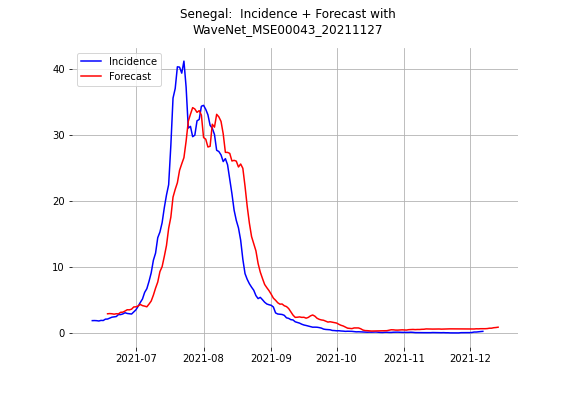 Senegal:  Incidence + Forecast with
WaveNet_MSE00043_20211127
Incidence
Forecast
40
30
20
10
0
2021-07
2021-08
2021-09
2021-10
2021-11
2021-12